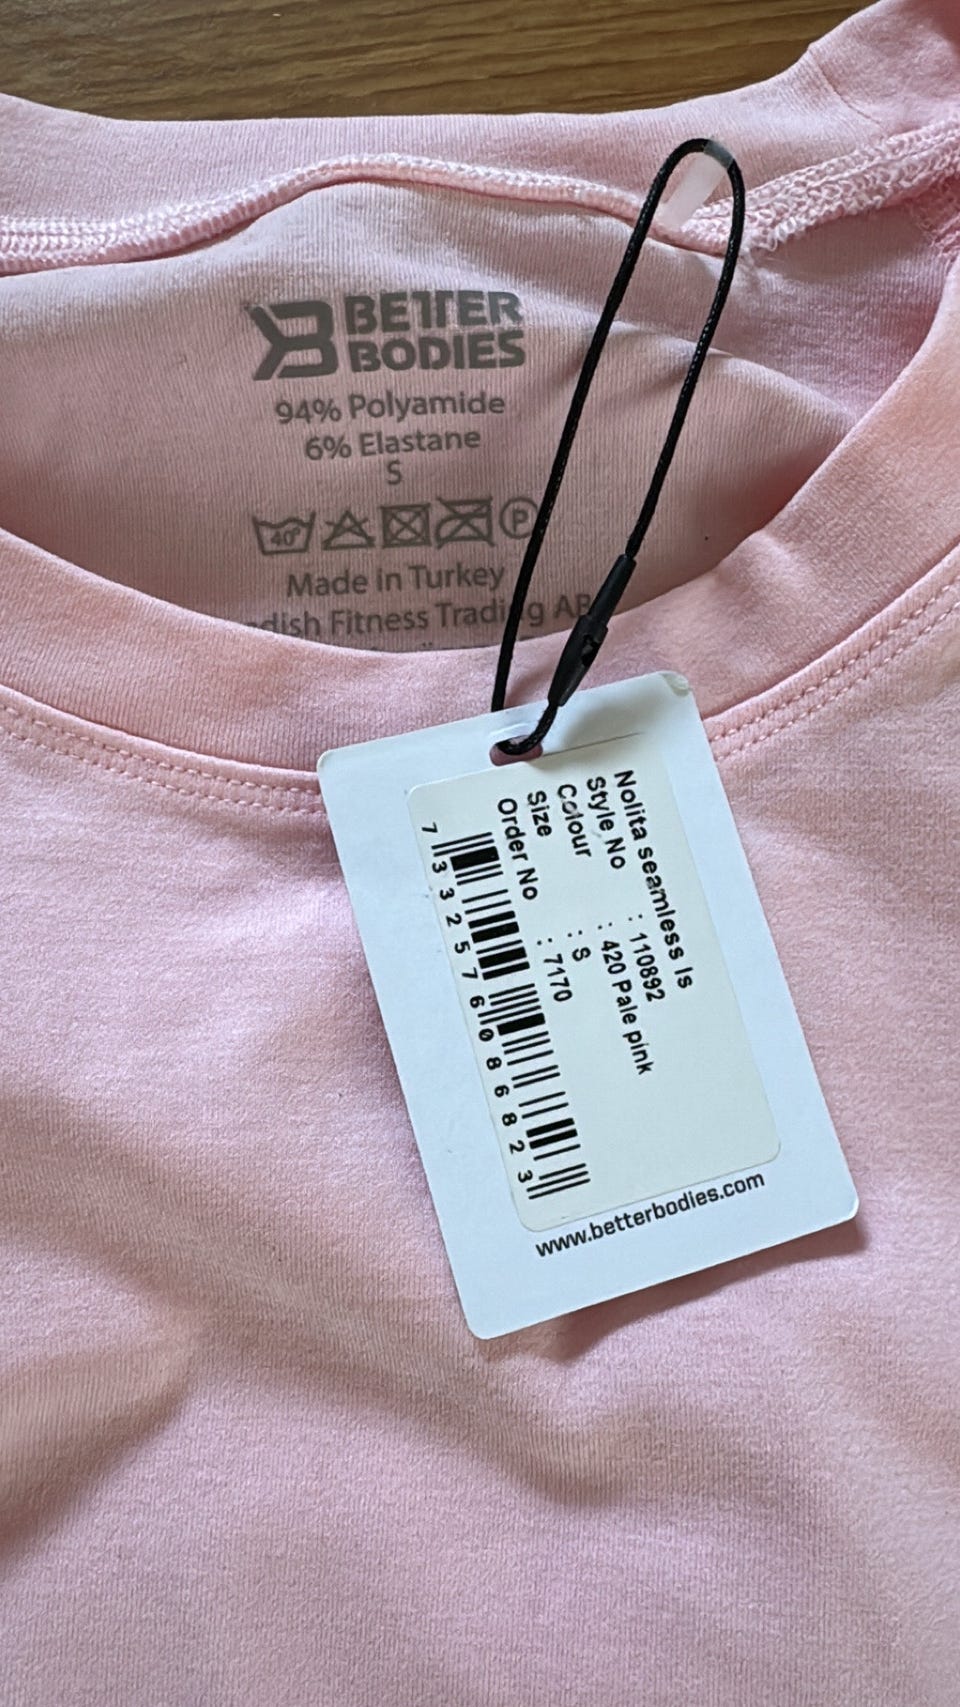 BETTER
BODIES
94% Polyamide
6% Elastane
S
40°
P
Made in Turkey
dish Fitness Trading AB
Nolita seamless ls
Style No : 110892
Colour : 420 Pale pink
Size : S
Order No : 7170
7 332576 086823
www.betterbodies.com